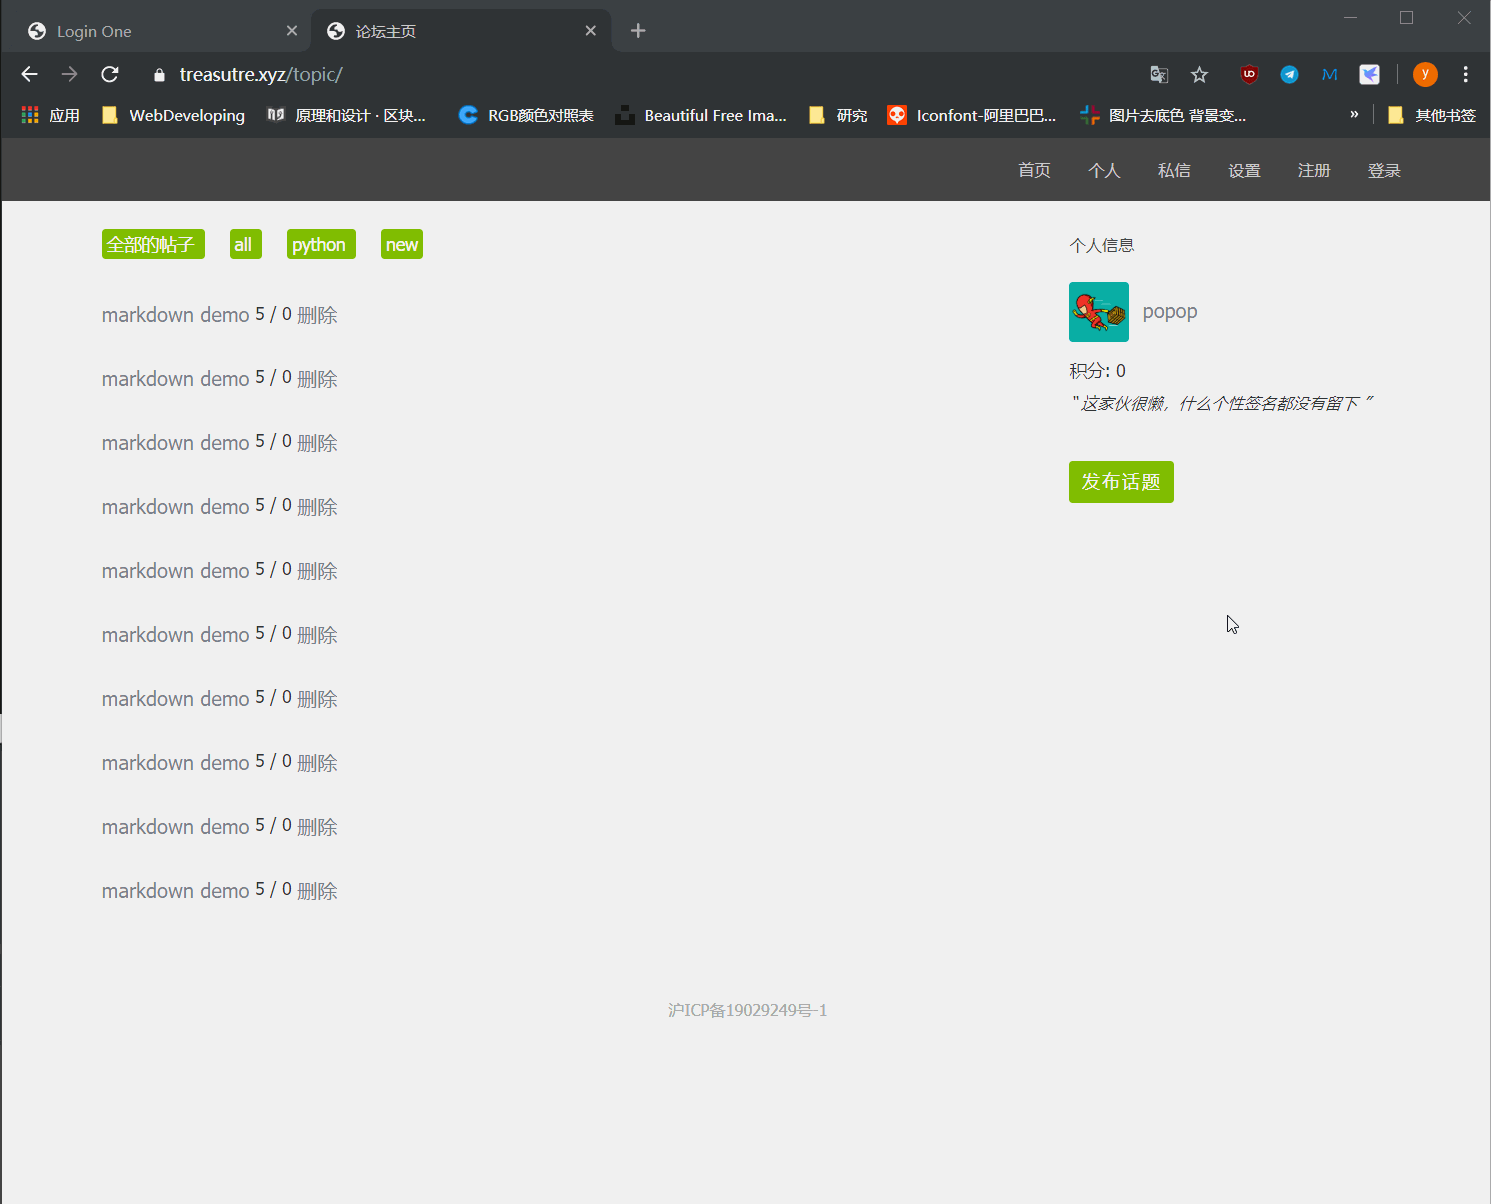 Login One
论坛主页
treasutre.xyz/topic/
y
应用 WebDeveloping 原理和设计 · 区块... RGB颜色对照表 Beautiful Free Ima... 研究 Iconfont-阿里巴巴... 图片去底色 背景变... » 其他书签
首页 个人 私信 设置 注册 登录
全部的帖子 all python new
markdown demo 5 / 0 删除
markdown demo 5 / 0 删除
markdown demo 5 / 0 删除
markdown demo 5 / 0 删除
markdown demo 5 / 0 删除
markdown demo 5 / 0 删除
markdown demo 5 / 0 删除
markdown demo 5 / 0 删除
markdown demo 5 / 0 删除
markdown demo 5 / 0 删除
个人信息
popop
积分: 0
" 这家伙很懒，什么个性签名都没有留下 "
发布话题
沪ICP备19029249号-1